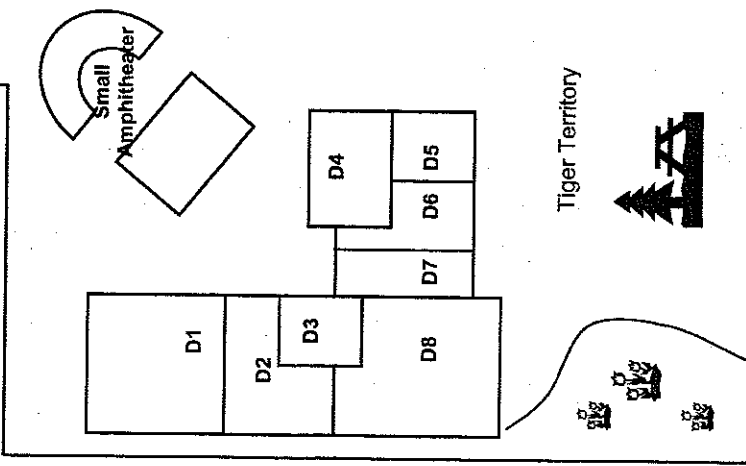 Small
Amphitheater
D1
D2
D3
D4
D5
D6
D7
D8
Tiger Territory